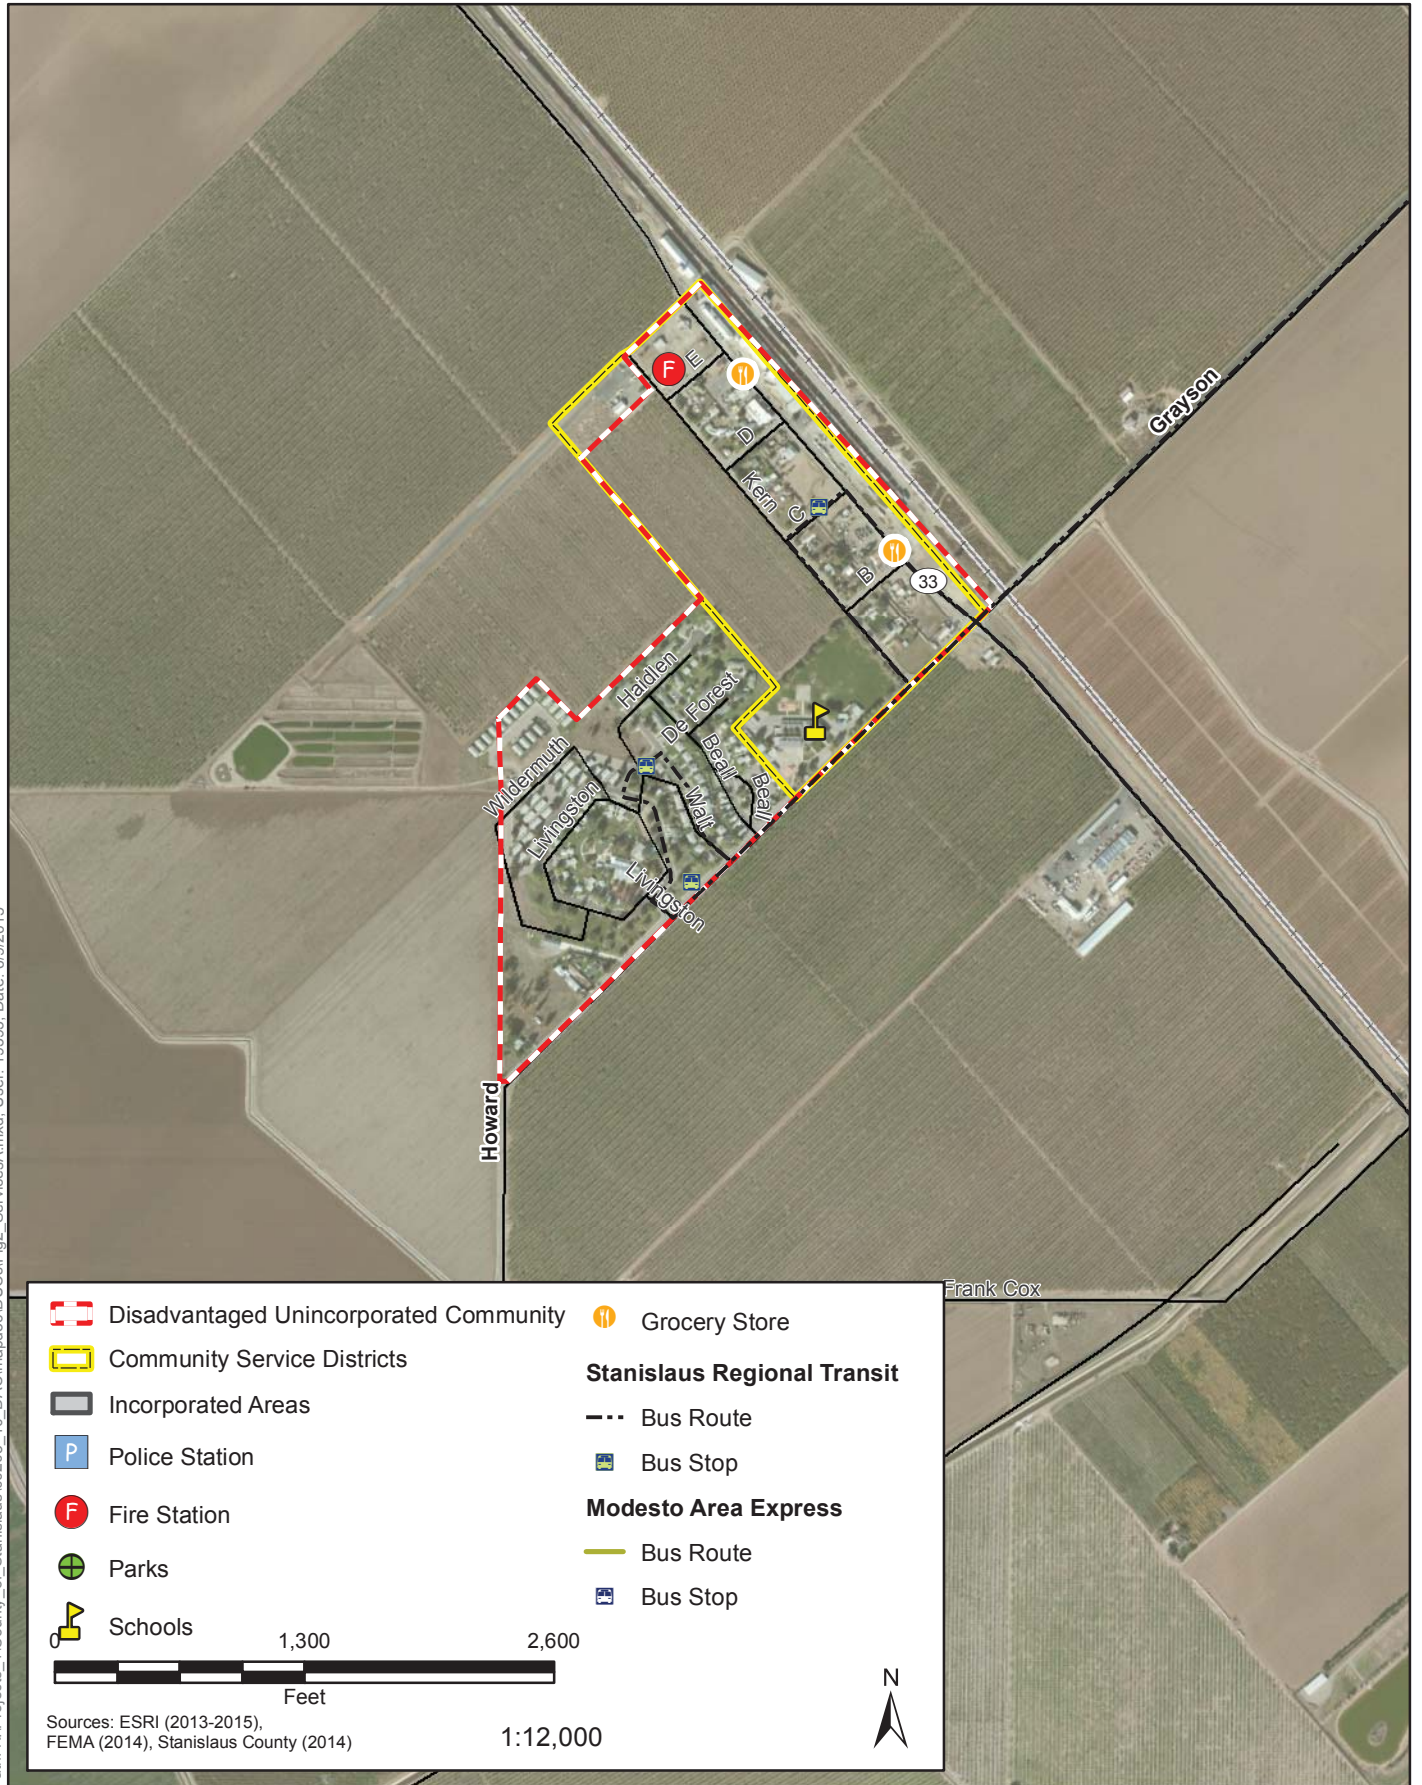 Grayson
E
F
D
Kern
C
B
33
Haidlen
De Forest
Beall
Beall
Wildermuth
Livingston
Walt
Livingston
Howard
Frank Cox
Disadvantaged Unincorporated Community
Community Service Districts
Incorporated Areas
P Police Station
F Fire Station
Parks
Schools
Grocery Store
Stanislaus Regional Transit
Bus Route
Bus Stop
Modesto Area Express
Bus Route
Bus Stop
0 1,300 2,600
Feet
Sources: ESRI (2013-2015),
FEMA (2014), Stanislaus County (2014)
1:12,000
N